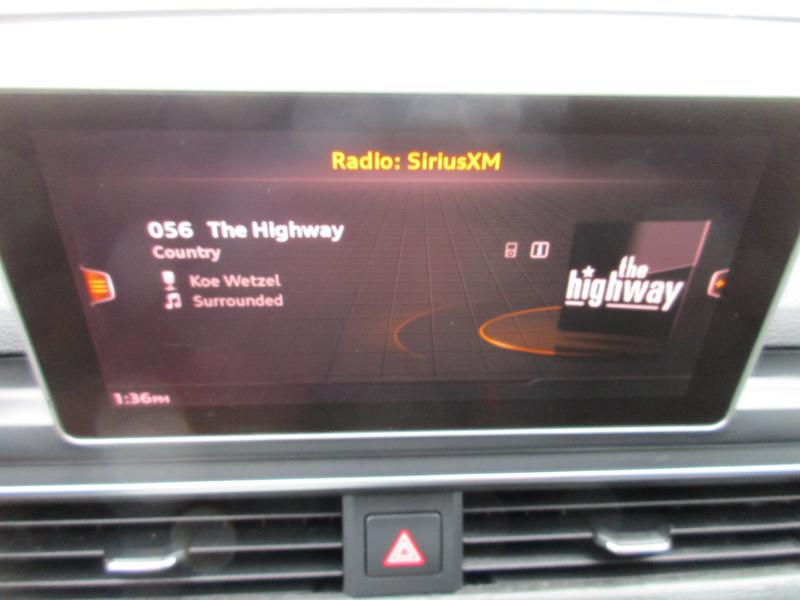 Radio: SiriusXM
056 The Highway
Country
Koe Wetzel
Surrounded
the
highway
1:36PM